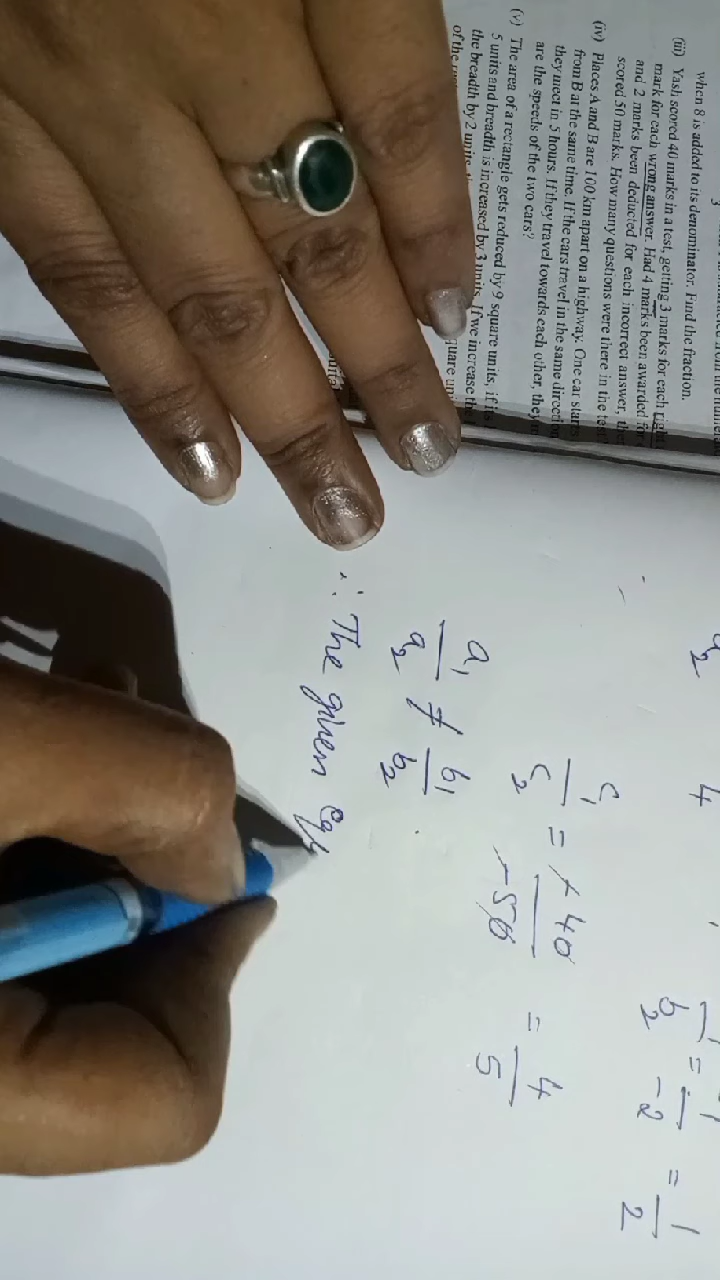 when 8 is added to its denominator. Find the fraction.
(iii) Yash scored 40 marks in a test, getting 3 marks for each right
mark for each wrong answer. Had 4 marks been awarded for
and 2 marks been deducted for each incorrect answer,
scored 50 marks. How many questions were there in the test
(iv) Places A and B are 100 km apart on a highway. One car starts
from B at the same time. If the cars travel in the same direction
they meet in 5 hours. If they travel towards each other, they
are the speeds of the two cars?
(v) The area of a rectangle gets reduced by 9 square units, if its
5 units and breadth is increased by 3 units. If we increase the
the breadth by 2 units
of the
4
b2 = -2 = 1/2
c1/c2 = -40/-50 = 4/5
a1/a2 ≠ b1/b2
∴ The given eq